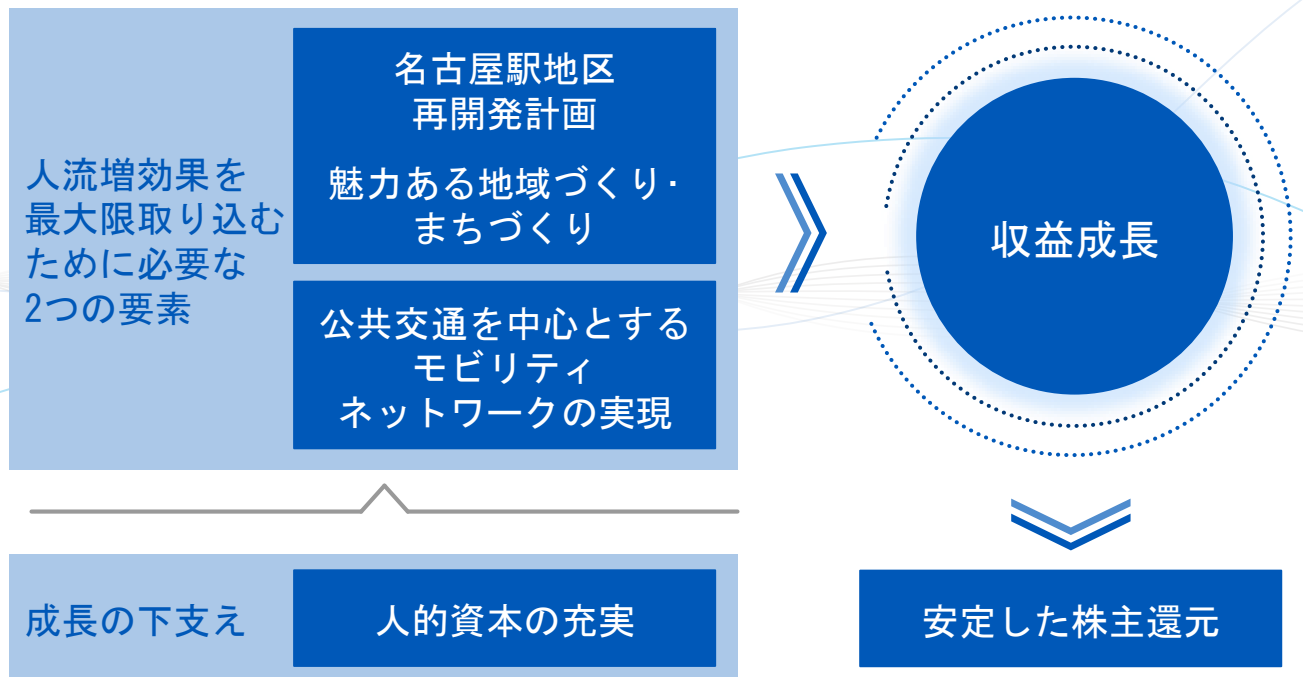 人流増効果を
最大限取り込む
ために必要な
2つの要素
名古屋駅地区
再開発計画
魅力ある地域づくり・
まちづくり
公共交通を中心とする
モビリティ
ネットワークの実現
収益成長
成長の下支え
人的資本の充実
安定した株主還元